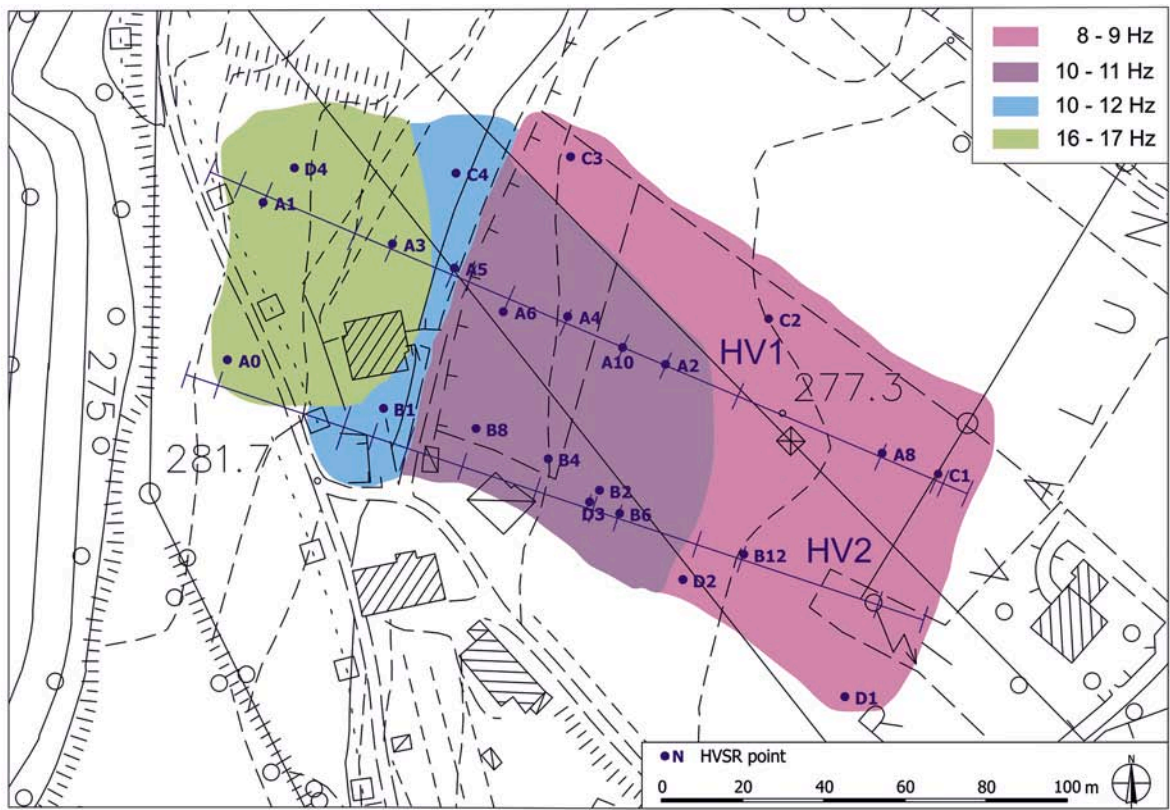 8 - 9 Hz
10 - 11 Hz
10 - 12 Hz
16 - 17 Hz
C3
D4
C4
A1
A3
A5
A6
A4
C2
A10
A2
HV1
A0
275
277.3
B1
B8
281.7
B4
A8
C1
B2
D3
B6
B12
HV2
D2
D1
R
V
A
L
U
N
N HVSR point
0 20 40 60 80 100 m
N